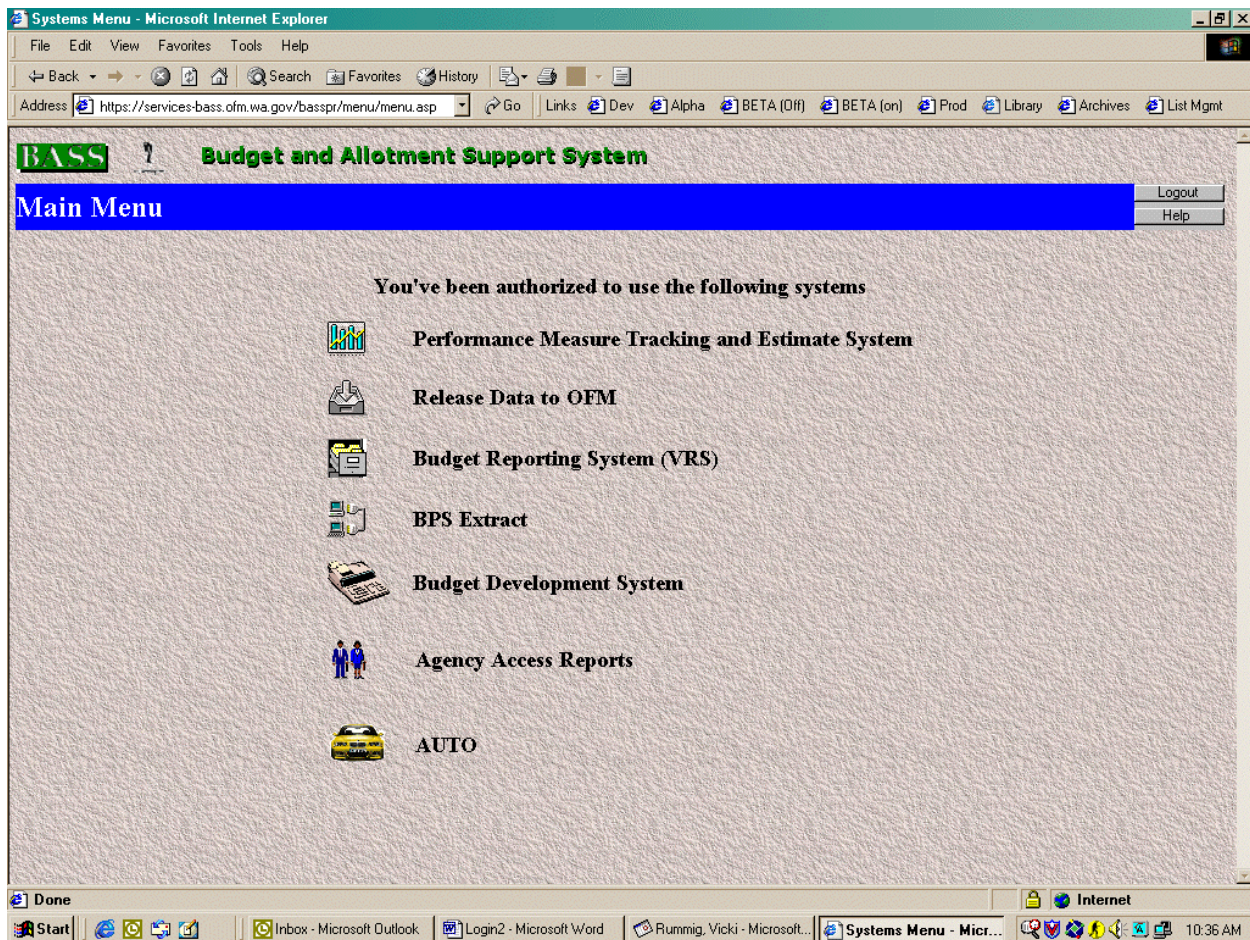 Systems Menu - Microsoft Internet Explorer
File Edit View Favorites Tools Help
Back Search Favorites History
Address https://services-bass.ofm.wa.gov/basspr/menu/menu.asp Go Links Dev Alpha BETA (Off) BETA (on) Prod Library Archives List Mgmt
BASS Budget and Allotment Support System
Main Menu
Logout
Help
You've been authorized to use the following systems
Performance Measure Tracking and Estimate System
Release Data to OFM
Budget Reporting System (VRS)
BPS Extract
Budget Development System
Agency Access Reports
AUTO
Done Internet
Start Inbox - Microsoft Outlook Login2 - Microsoft Word Rummig, Vicki - Microsoft... Systems Menu - Micr... 10:36 AM